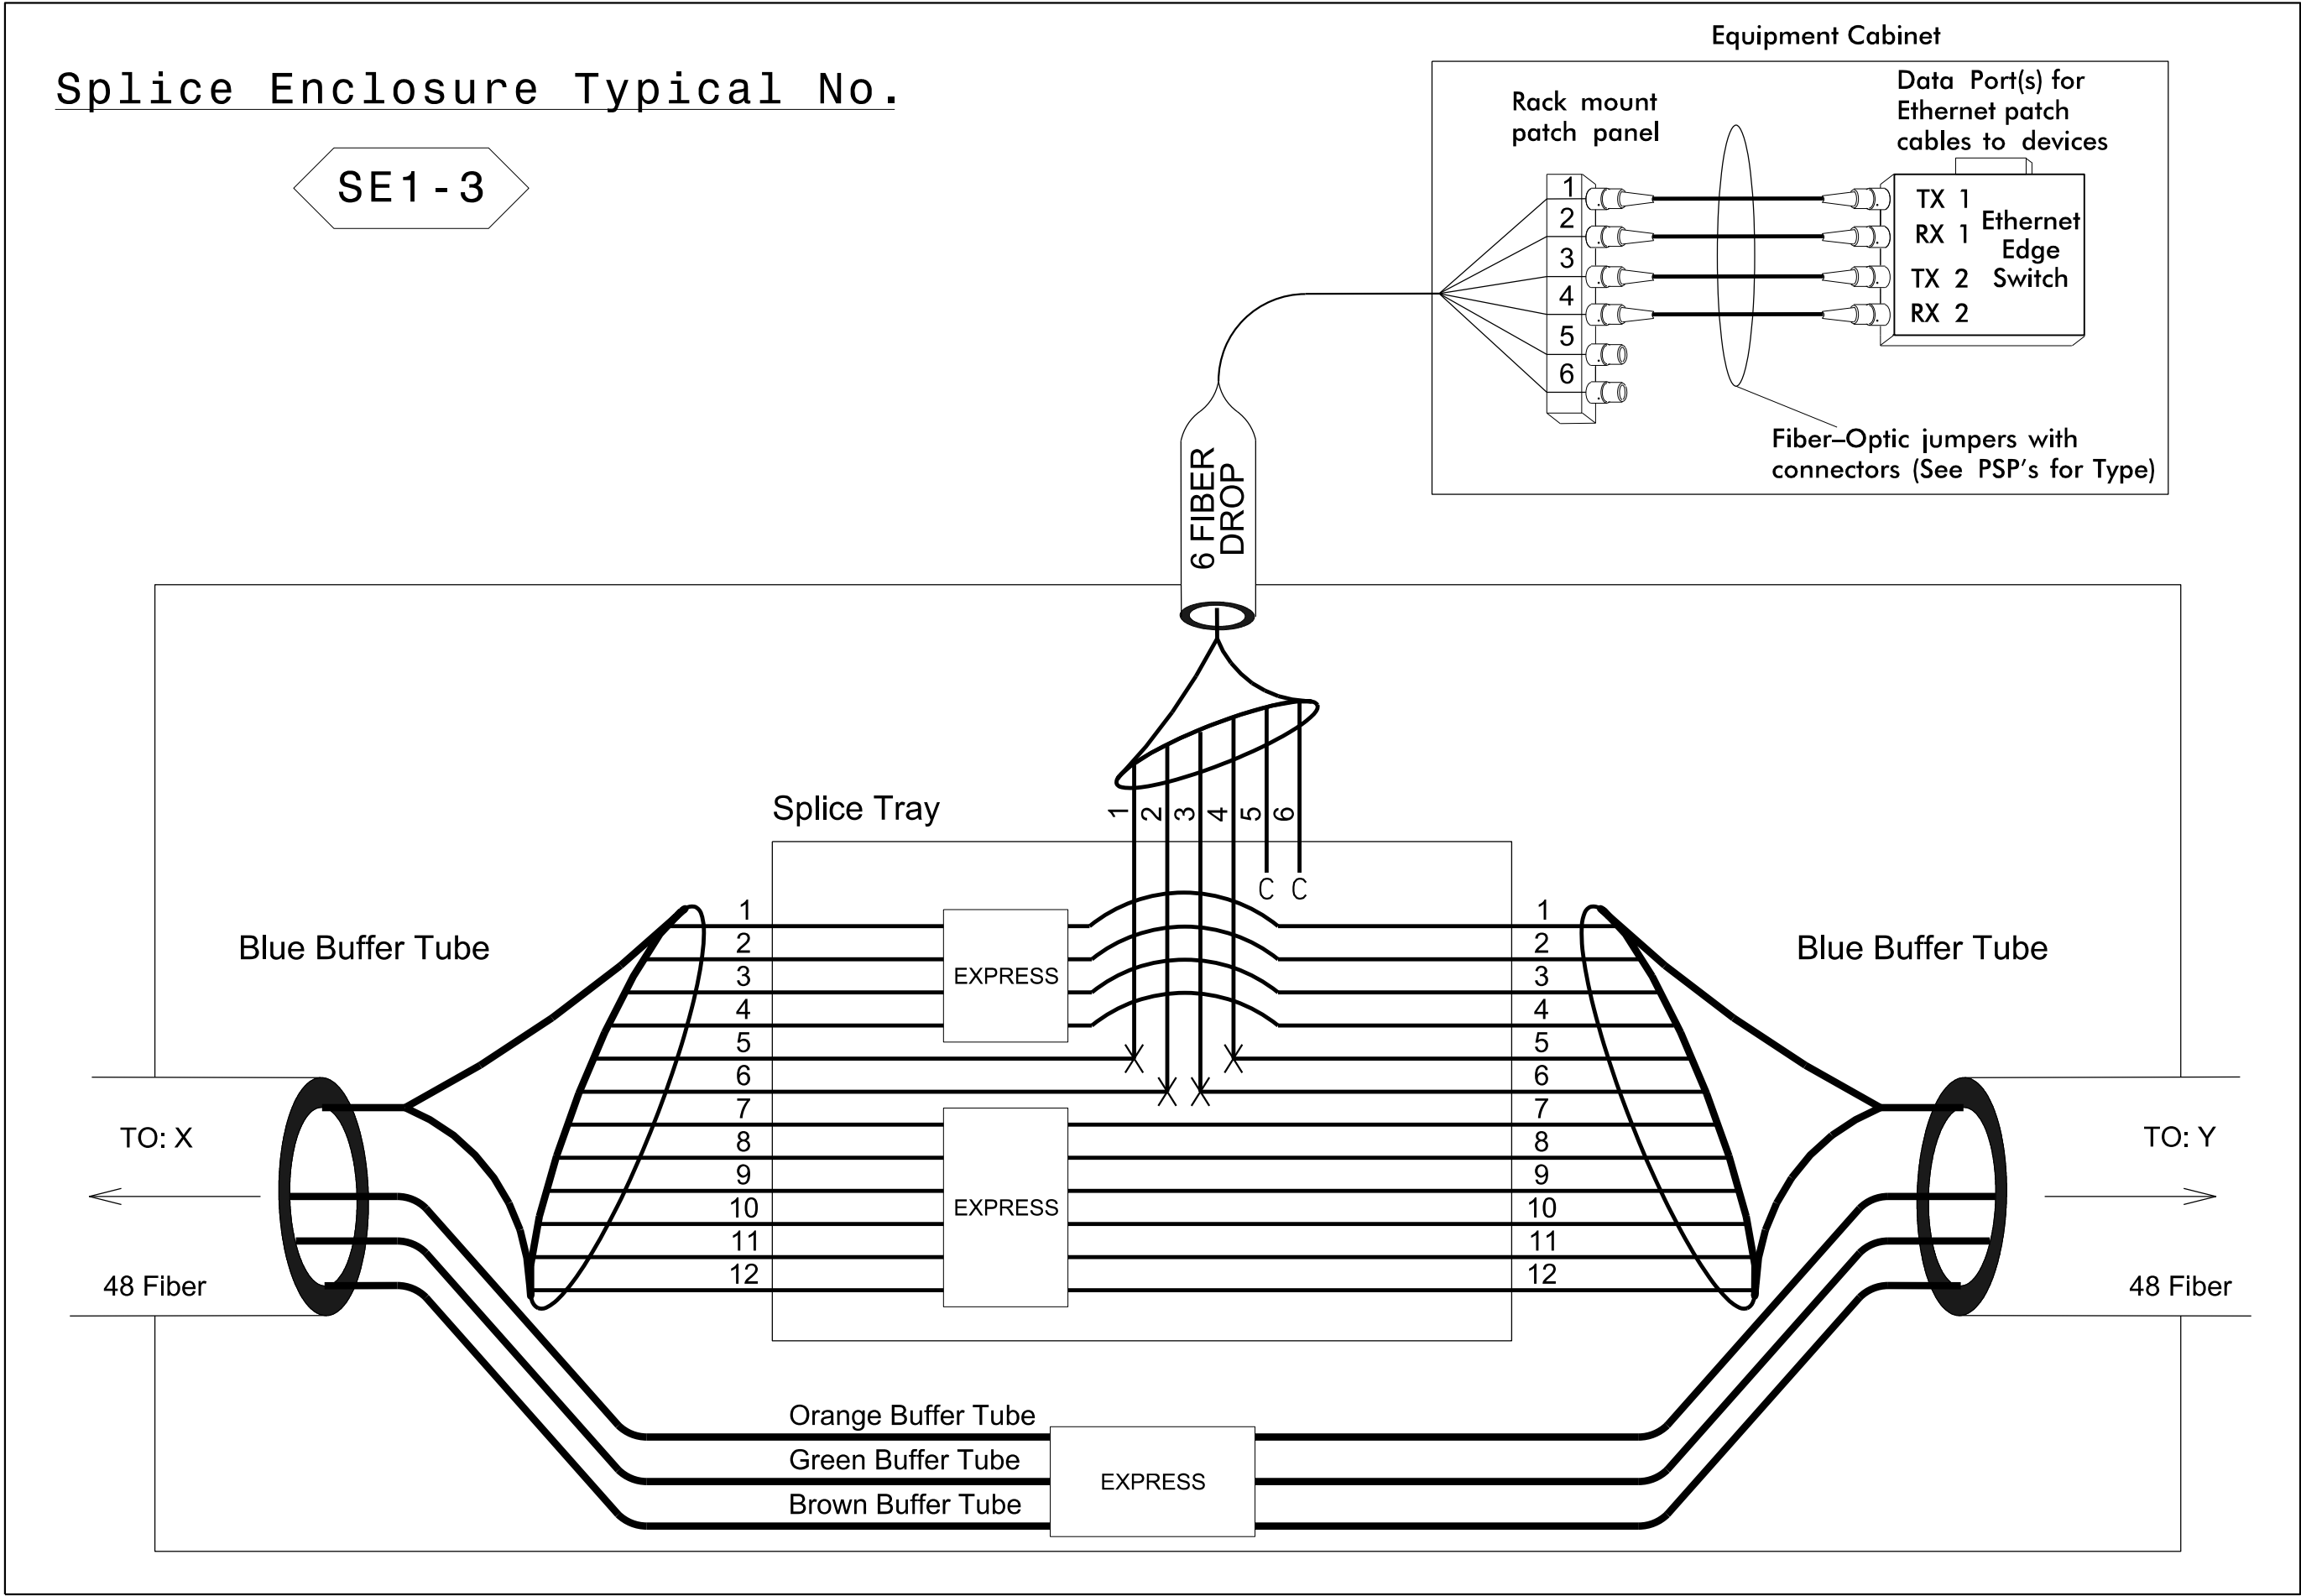 Splice Enclosure Typical No.
SE1-3
Equipment Cabinet
Rack mount
patch panel
Data Port(s) for
Ethernet patch
cables to devices
1
2
3
4
5
6
TX 1
RX 1
TX 2
RX 2
Ethernet
Edge
Switch
Fiber–Optic jumpers with
connectors (See PSP's for Type)
6 FIBER
DROP
1
2
3
4
5
6
C C
Splice Tray
Blue Buffer Tube
Blue Buffer Tube
1
2
3
4
5
6
7
8
9
10
11
12
EXPRESS
EXPRESS
X
X
X
X
1
2
3
4
5
6
7
8
9
10
11
12
TO: X
48 Fiber
TO: Y
48 Fiber
Orange Buffer Tube
Green Buffer Tube
Brown Buffer Tube
EXPRESS